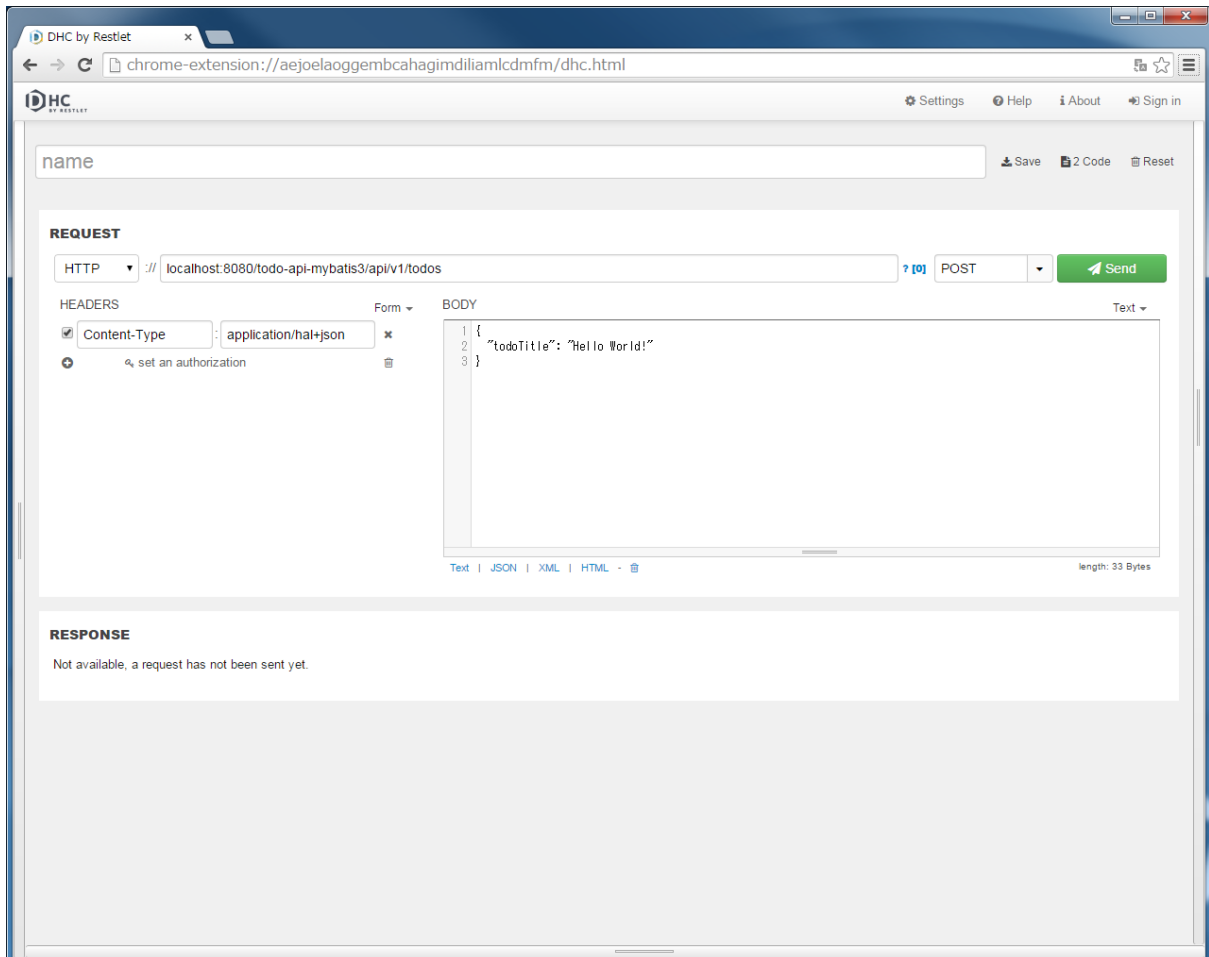 DHC by Restlet
chrome-extension://aejoelaoggembcahagimdiliamlcdmfm/dhc.html
DHC BY RESTLET Settings Help About Sign in
name Save 2 Code Reset
REQUEST
HTTP :// localhost:8080/todo-api-mybatis3/api/v1/todos ? [0] POST Send
HEADERS Form BODY Text
Content-Type : application/hal+json
set an authorization
1 {
2 "todoTitle": "Hello World!"
3 }
Text | JSON | XML | HTML - length: 33 Bytes
RESPONSE
Not available, a request has not been sent yet.